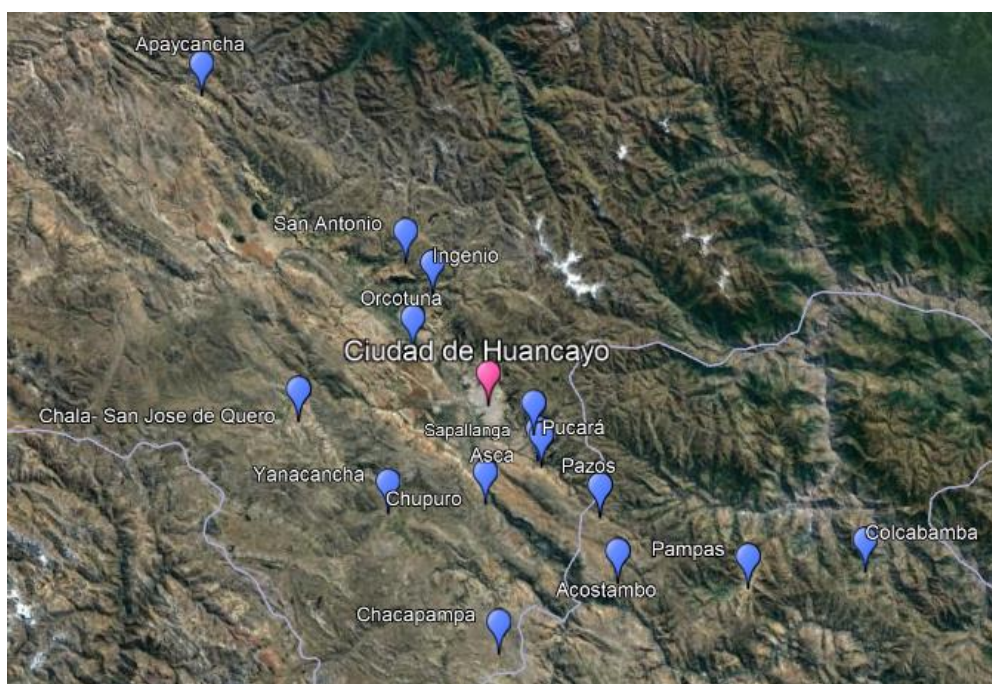 Apaycancha
San Antonio
Ingenio
Orcotuna
Ciudad de Huancayo
Chala- San Jose de Quero
Sapallanga
Pucará
Asca
Pazos
Yanacancha
Chupuro
Colcabamba
Pampas
Acostambo
Chacapampa